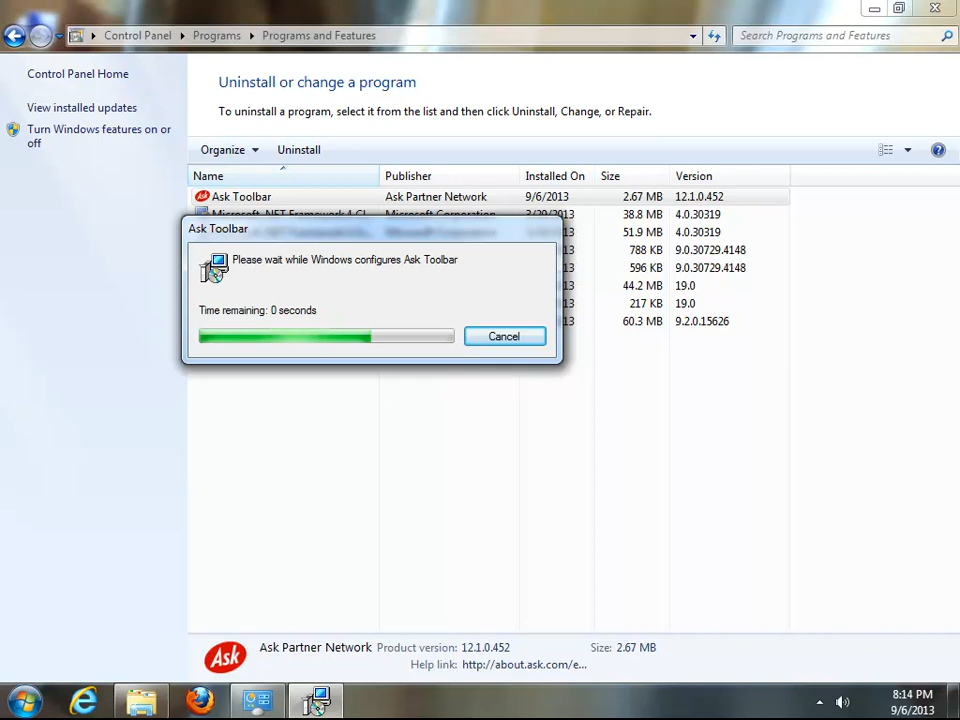 Control Panel Programs Programs and Features
Search Programs and Features
Control Panel Home
View installed updates
Turn Windows features on or
off
Uninstall or change a program
To uninstall a program, select it from the list and then click Uninstall, Change, or Repair.
Organize Uninstall
Name Publisher Installed On Size Version
Ask Toolbar Ask Partner Network 9/6/2013 2.67 MB 12.1.0.452
38.8 MB 4.0.30319
51.9 MB 4.0.30319
788 KB 9.0.30729.4148
596 KB 9.0.30729.4148
44.2 MB 19.0
217 KB 19.0
60.3 MB 9.2.0.15626
Ask Toolbar
Please wait while Windows configures Ask Toolbar
Time remaining: 0 seconds
Cancel
Ask
Ask Partner Network Product version: 12.1.0.452 Size: 2.67 MB
Help link: http://about.ask.com/e...
8:14 PM
9/6/2013